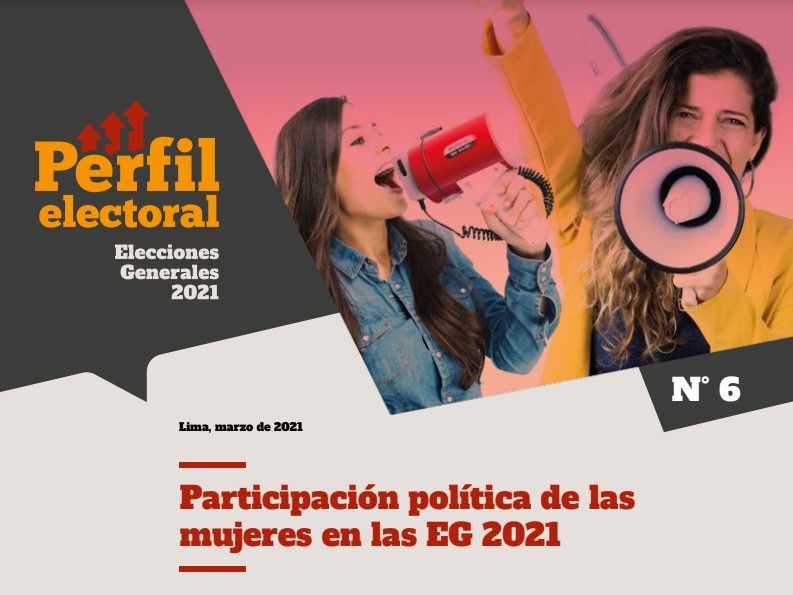 Perfil
electoral
Elecciones
Generales
2021
N° 6
Lima, marzo de 2021
Participación política de las
mujeres en las EG 2021